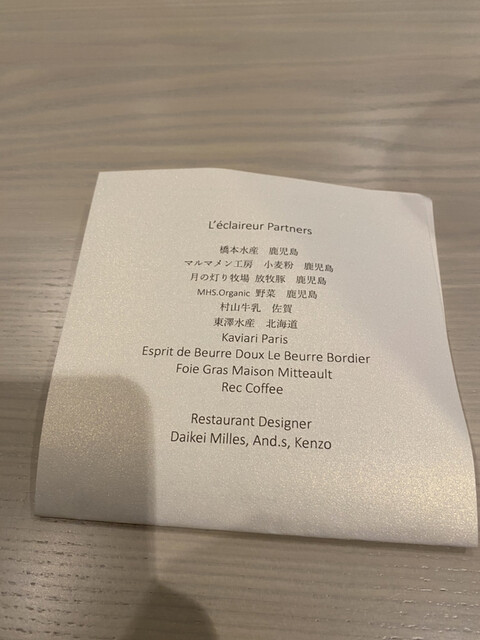 L'éclaireur Partners
橋本水産 鹿児島
マルマメン工房 小麦粉 鹿児島
月の灯り牧場 放牧豚 鹿児島
MHS.Organic 野菜 鹿児島
村山牛乳 佐賀
東澤水産 北海道
Kaviari Paris
Esprit de Beurre Doux Le Beurre Bordier
Foie Gras Maison Mitteault
Rec Coffee
Restaurant Designer
Daikei Milles, And.s, Kenzo